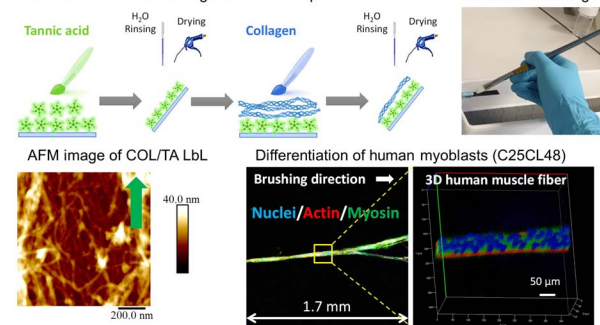 Tannic acid
H₂O
Rinsing
Drying
Collagen
H₂O
Rinsing
Drying
AFM image of COL/TA LbL
40.0 nm
200.0 nm
Differentiation of human myoblasts (C25CL48)
Brushing direction
Nuclei/Actin/Myosin
1.7 mm
3D human muscle fiber
50 µm